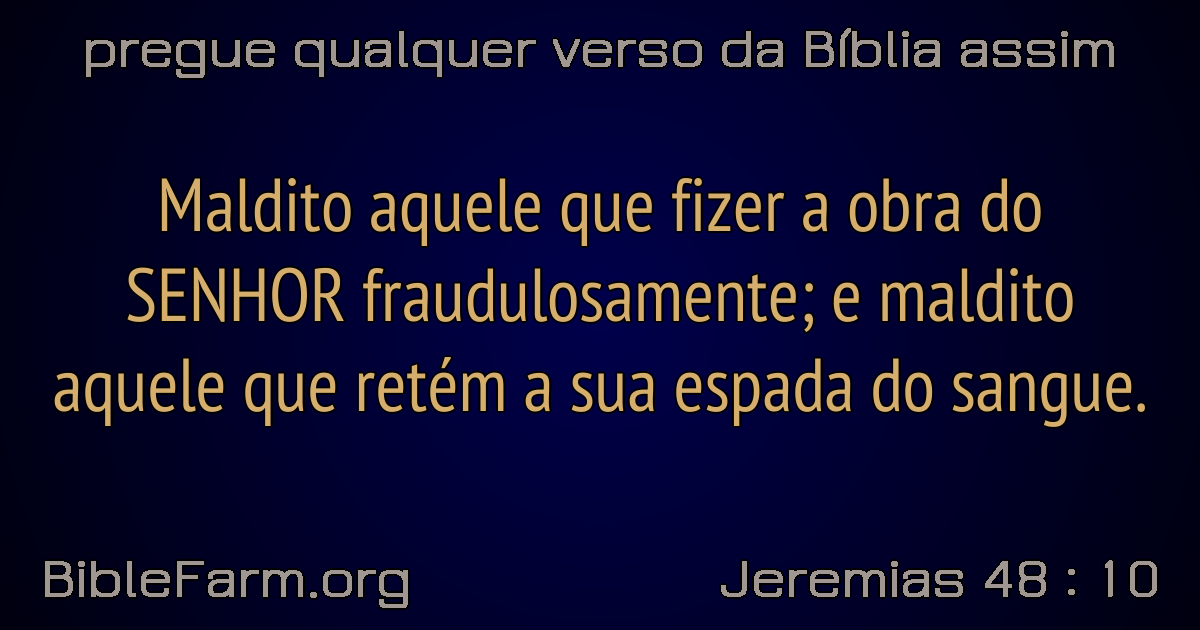 pregue qualquer verso da Bíblia assim
Maldito aquele que fizer a obra do
SENHOR fraudulosamente; e maldito
aquele que retém a sua espada do sangue.
BibleFarm.org
Jeremias 48 : 10